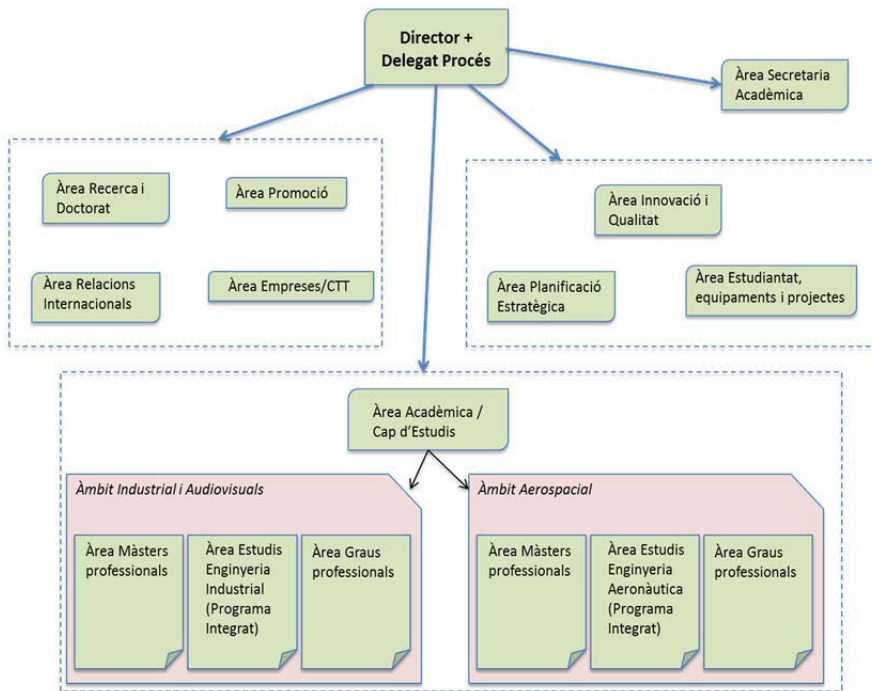 Director +
Delegat Procés
Àrea Secretaria
Acadèmica
Àrea Recerca i
Doctorat
Àrea Promoció
Àrea Relacions
Internacionals
Àrea Empreses/CTT
Àrea Innovació i
Qualitat
Àrea Planificació
Estratègica
Àrea Estudiantat,
equipaments i projectes
Àrea Acadèmica /
Cap d'Estudis
Àmbit Industrial i Audiovisuals
Àrea Màsters
professionals
Àrea Estudis
Enginyeria
Industrial
(Programa
Integrat)
Àrea Graus
professionals
Àmbit Aerospacial
Àrea Màsters
professionals
Àrea Estudis
Enginyeria
Aeronàutica
(Programa
Integrat)
Àrea Graus
professionals